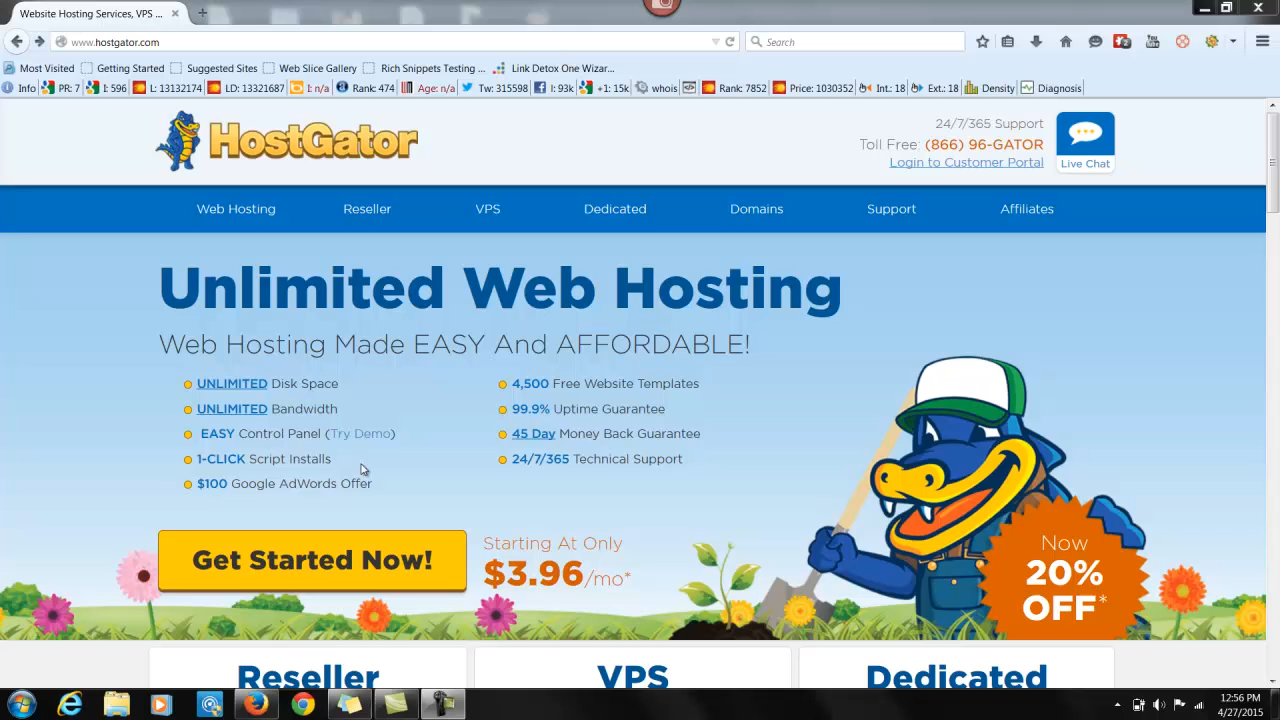 Website Hosting Services, VPS ...
www.hostgator.com
Search
Most Visited Getting Started Suggested Sites Web Slice Gallery Rich Snippets Testing ... Link Detox One Wizar...
Info PR: 7 I: 596 L: 13132174 LD: 13321687 I: n/a Rank: 474 Age: n/a Tw: 315598 I: 93k +1: 15k whois Rank: 7852 Price: 1030352 Int.: 18 Ext.: 18 Density Diagnosis
HostGator
24/7/365 Support
Toll Free: (866) 96-GATOR
Login to Customer Portal
Live Chat
Web Hosting Reseller VPS Dedicated Domains Support Affiliates
Unlimited Web Hosting
Web Hosting Made EASY And AFFORDABLE!
UNLIMITED Disk Space
UNLIMITED Bandwidth
EASY Control Panel (Try Demo)
1-CLICK Script Installs
$100 Google AdWords Offer
4,500 Free Website Templates
99.9% Uptime Guarantee
45 Day Money Back Guarantee
24/7/365 Technical Support
Get Started Now!
Starting At Only
$3.96/mo*
Now
20%
OFF*
Reseller VPS Dedicated
12:56 PM
4/27/2015